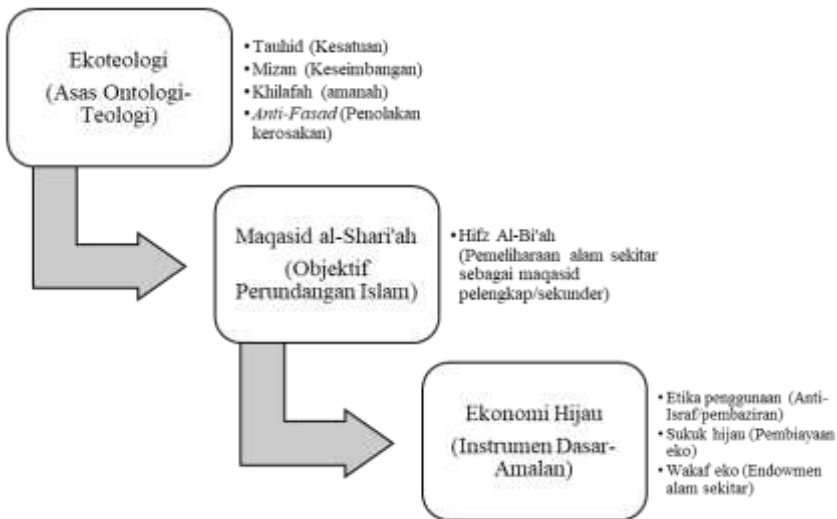 Ekoteologi
(Asas Ontologi-
Teologi)
•Tauhid (Kesatuan)
•Mizan (Keseimbangan)
•Khilafah (amanah)
•Anti-Fasad (Penolakan
kerosakan)
Maqasid al-Shari'ah
(Objektif
Perundangan Islam)
•Hifz Al-Bi'ah
(Pemeliharaan alam sekitar
sebagai maqasid
pelengkap/sekunder)
Ekonomi Hijau
(Instrumen Dasar-
Amalan)
•Etika penggunaan (Anti-
Israf/pembaziran)
•Sukuk hijau (Pembiayaan
eko)
•Wakaf eko (Endowmen
alam sekitar)